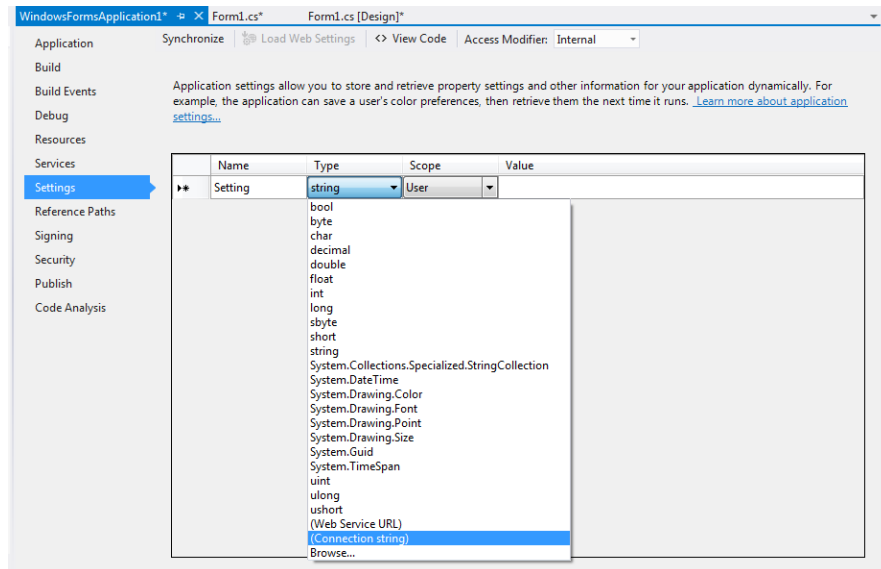 WindowsFormsApplication1* Form1.cs* Form1.cs [Design]*
Synchronize Load Web Settings <> View Code Access Modifier: Internal
Application
Build
Build Events
Debug
Resources
Services
Settings
Reference Paths
Signing
Security
Publish
Code Analysis
Application settings allow you to store and retrieve property settings and other information for your application dynamically. For
example, the application can save a user's color preferences, then retrieve them the next time it runs. Learn more about application
settings...
Name Type Scope Value
Setting string User
bool
byte
char
decimal
double
float
int
long
sbyte
short
string
System.Collections.Specialized.StringCollection
System.DateTime
System.Drawing.Color
System.Drawing.Font
System.Drawing.Point
System.Drawing.Size
System.Guid
System.TimeSpan
uint
ulong
ushort
(Web Service URL)
(Connection string)
Browse...